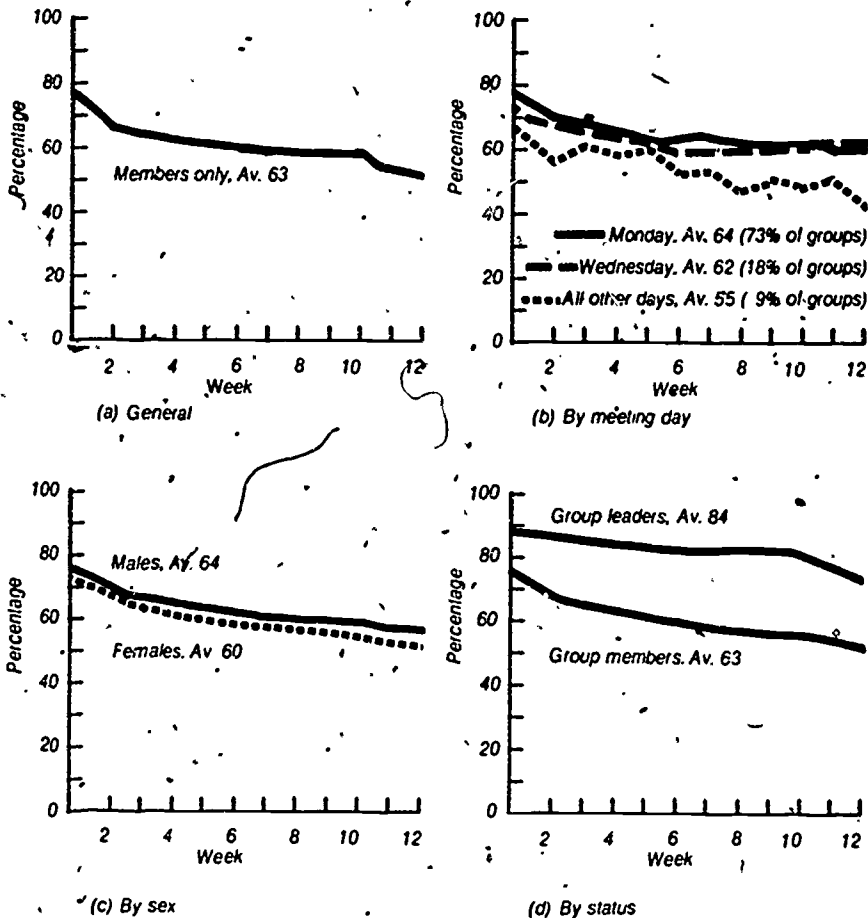 100
80
60
40
20
0
Percentage
Members only, Av. 63
2 4 6 8 10 12
Week
(a) General
100
80
60
40
20
0
Percentage
Monday. Av. 64 (73% of groups)
Wednesday. Av. 62 (18% of groups)
All other days, Av. 55 ( 9% of groups)
2 4 6 8 10 12
Week
(b) By meeting day
100
80
60
40
20
0
Percentage
Males, Av. 64
Females. Av 60
2 4 6 8 10 12
Week
(c) By sex
100
80
60
40
20
0
Percentage
Group leaders, Av. 84
Group members. Av. 63
2 4 6 8 10 12
Week
(d) By status